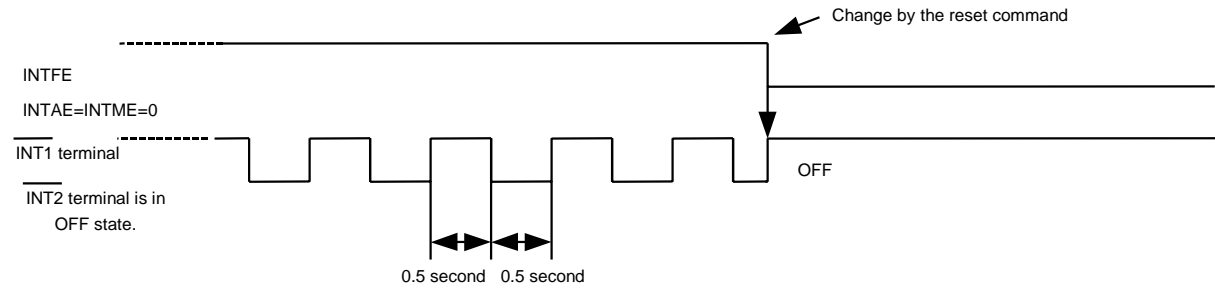 Change by the reset command
INTFE
INTAE=INTME=0
INT1 terminal
OFF
INT2 terminal is in
OFF state.
0.5 second 0.5 second